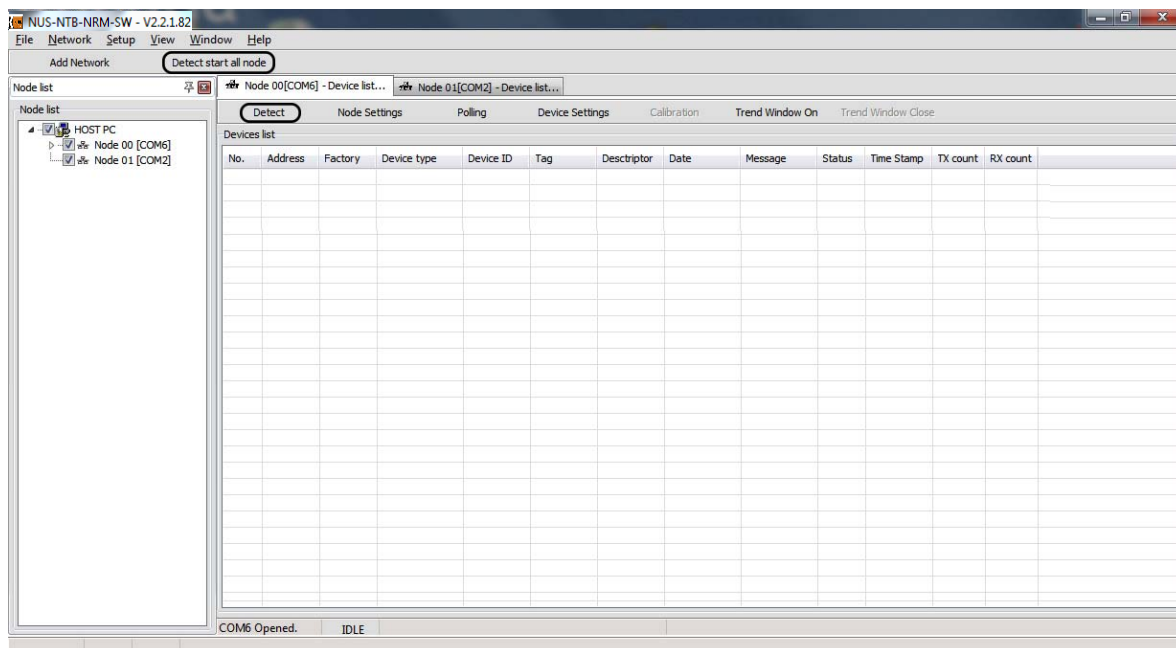 NUS-NTB-NRM-SW - V2.2.1.82
File Network Setup View Window Help
Add Network Detect start all node
Node list
Node 00[COM6] - Device list... Node 01[COM2] - Device list...
Node list
Detect Node Settings Polling Device Settings Calibration Trend Window On Trend Window Close
HOST PC
Node 00 [COM6]
Node 01 [COM2]
Devices list
No. Address Factory Device type Device ID Tag Desctriptor Date Message Status Time Stamp TX count RX count
COM6 Opened. IDLE